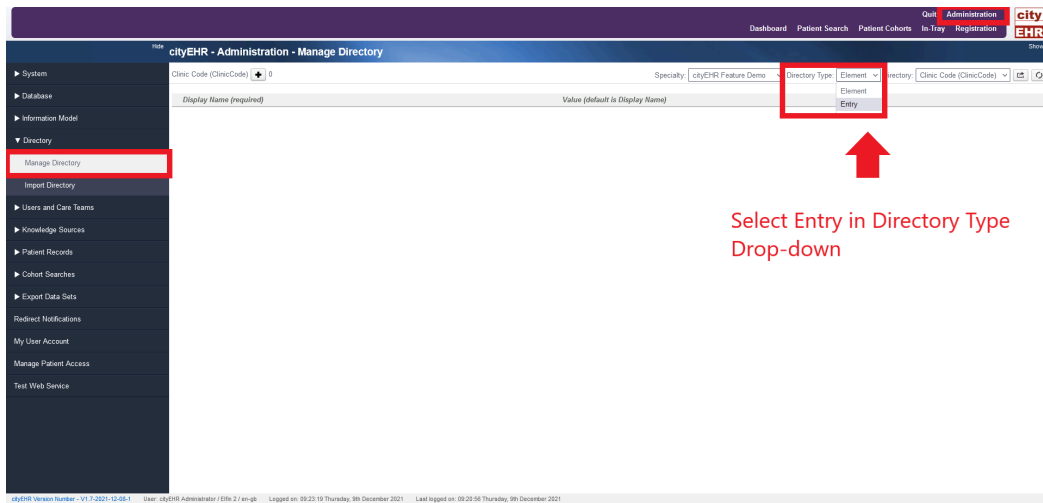 Quit Administration
city
EHR
Dashboard Patient Search Patient Cohorts In-Tray Registration
Hide
cityEHR - Administration - Manage Directory
Show
▶ System
Clinic Code (ClinicCode) + 0
Specialty: cityEHR Feature Demo Directory Type: Element Directory: Clinic Code (ClinicCode)
Element
Entry
▶ Database
Display Name (required) Value (default is Display Name)
▶ Information Model
▼ Directory
Manage Directory
Import Directory
▶ Users and Care Teams
▶ Knowledge Sources
▶ Patient Records
▶ Cohort Searches
▶ Export Data Sets
Redirect Notifications
My User Account
Manage Patient Access
Test Web Service
Select Entry in Directory Type
Drop-down
cityEHR Version Number - V1.7-2021-12-08-1 User: cityEHR Administrator / Elfin 2 / en-gb Logged on: 09:23:19 Thursday, 9th December 2021 Last logged on: 09:20:58 Thursday, 9th December 2021